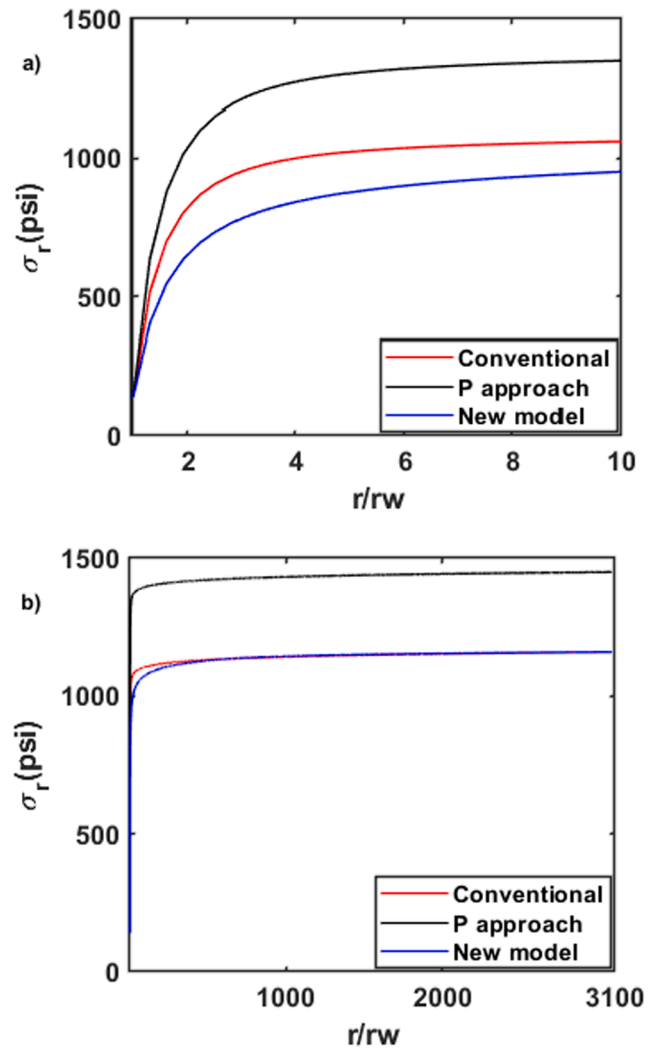 a)
1500
1000
500
0
σr(psi)
Conventional
P approach
New model
2
4
6
8
10
r/rw
b)
1500
1000
500
0
σr(psi)
Conventional
P approach
New model
1000
2000
3100
r/rw